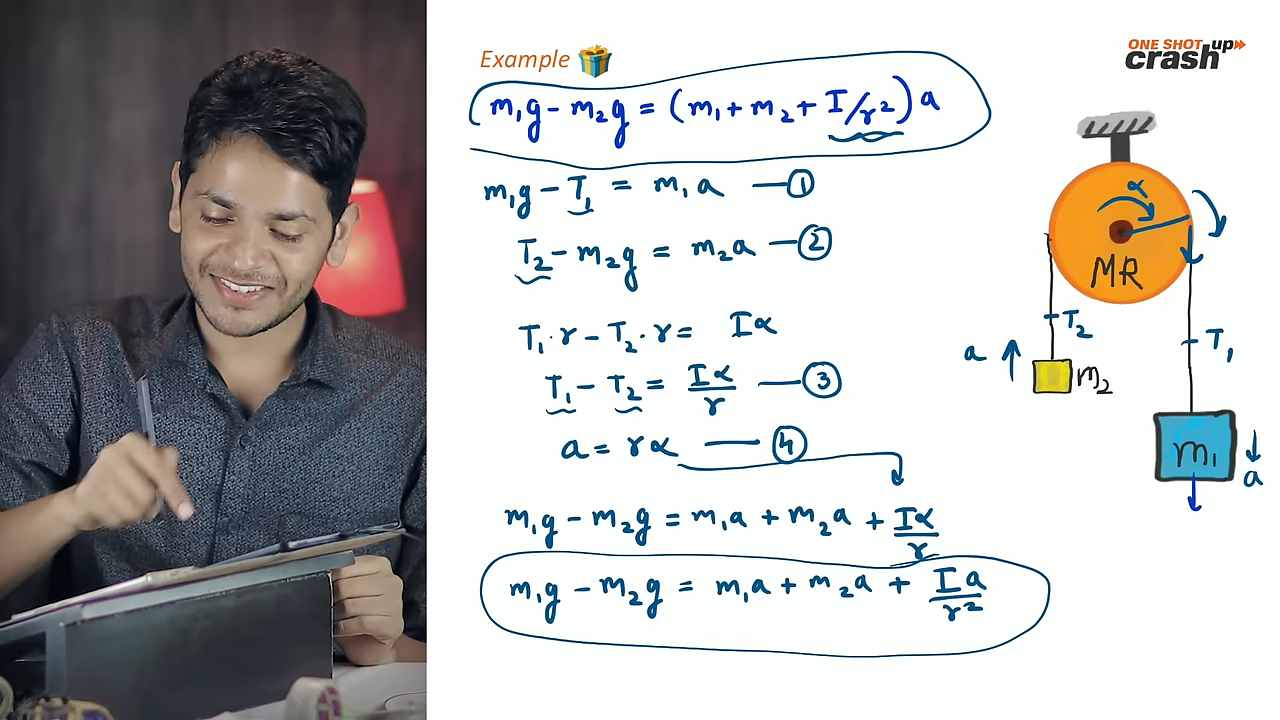 Example
ONE SHOT
crash up
m₁g - m₂g = (m₁ + m₂ + I/r²) a
m₁g - T₁ = m₁a — ①
T₂ - m₂g = m₂a — ②
T₁·r - T₂·r = Iα
T₁ - T₂ = Iα/r — ③
a = rα — ④
m₁g - m₂g = m₁a + m₂a + Iα/r
m₁g - m₂g = m₁a + m₂a + Ia/r²
α
MR
T₂
T₁
a
m₂
m₁
a